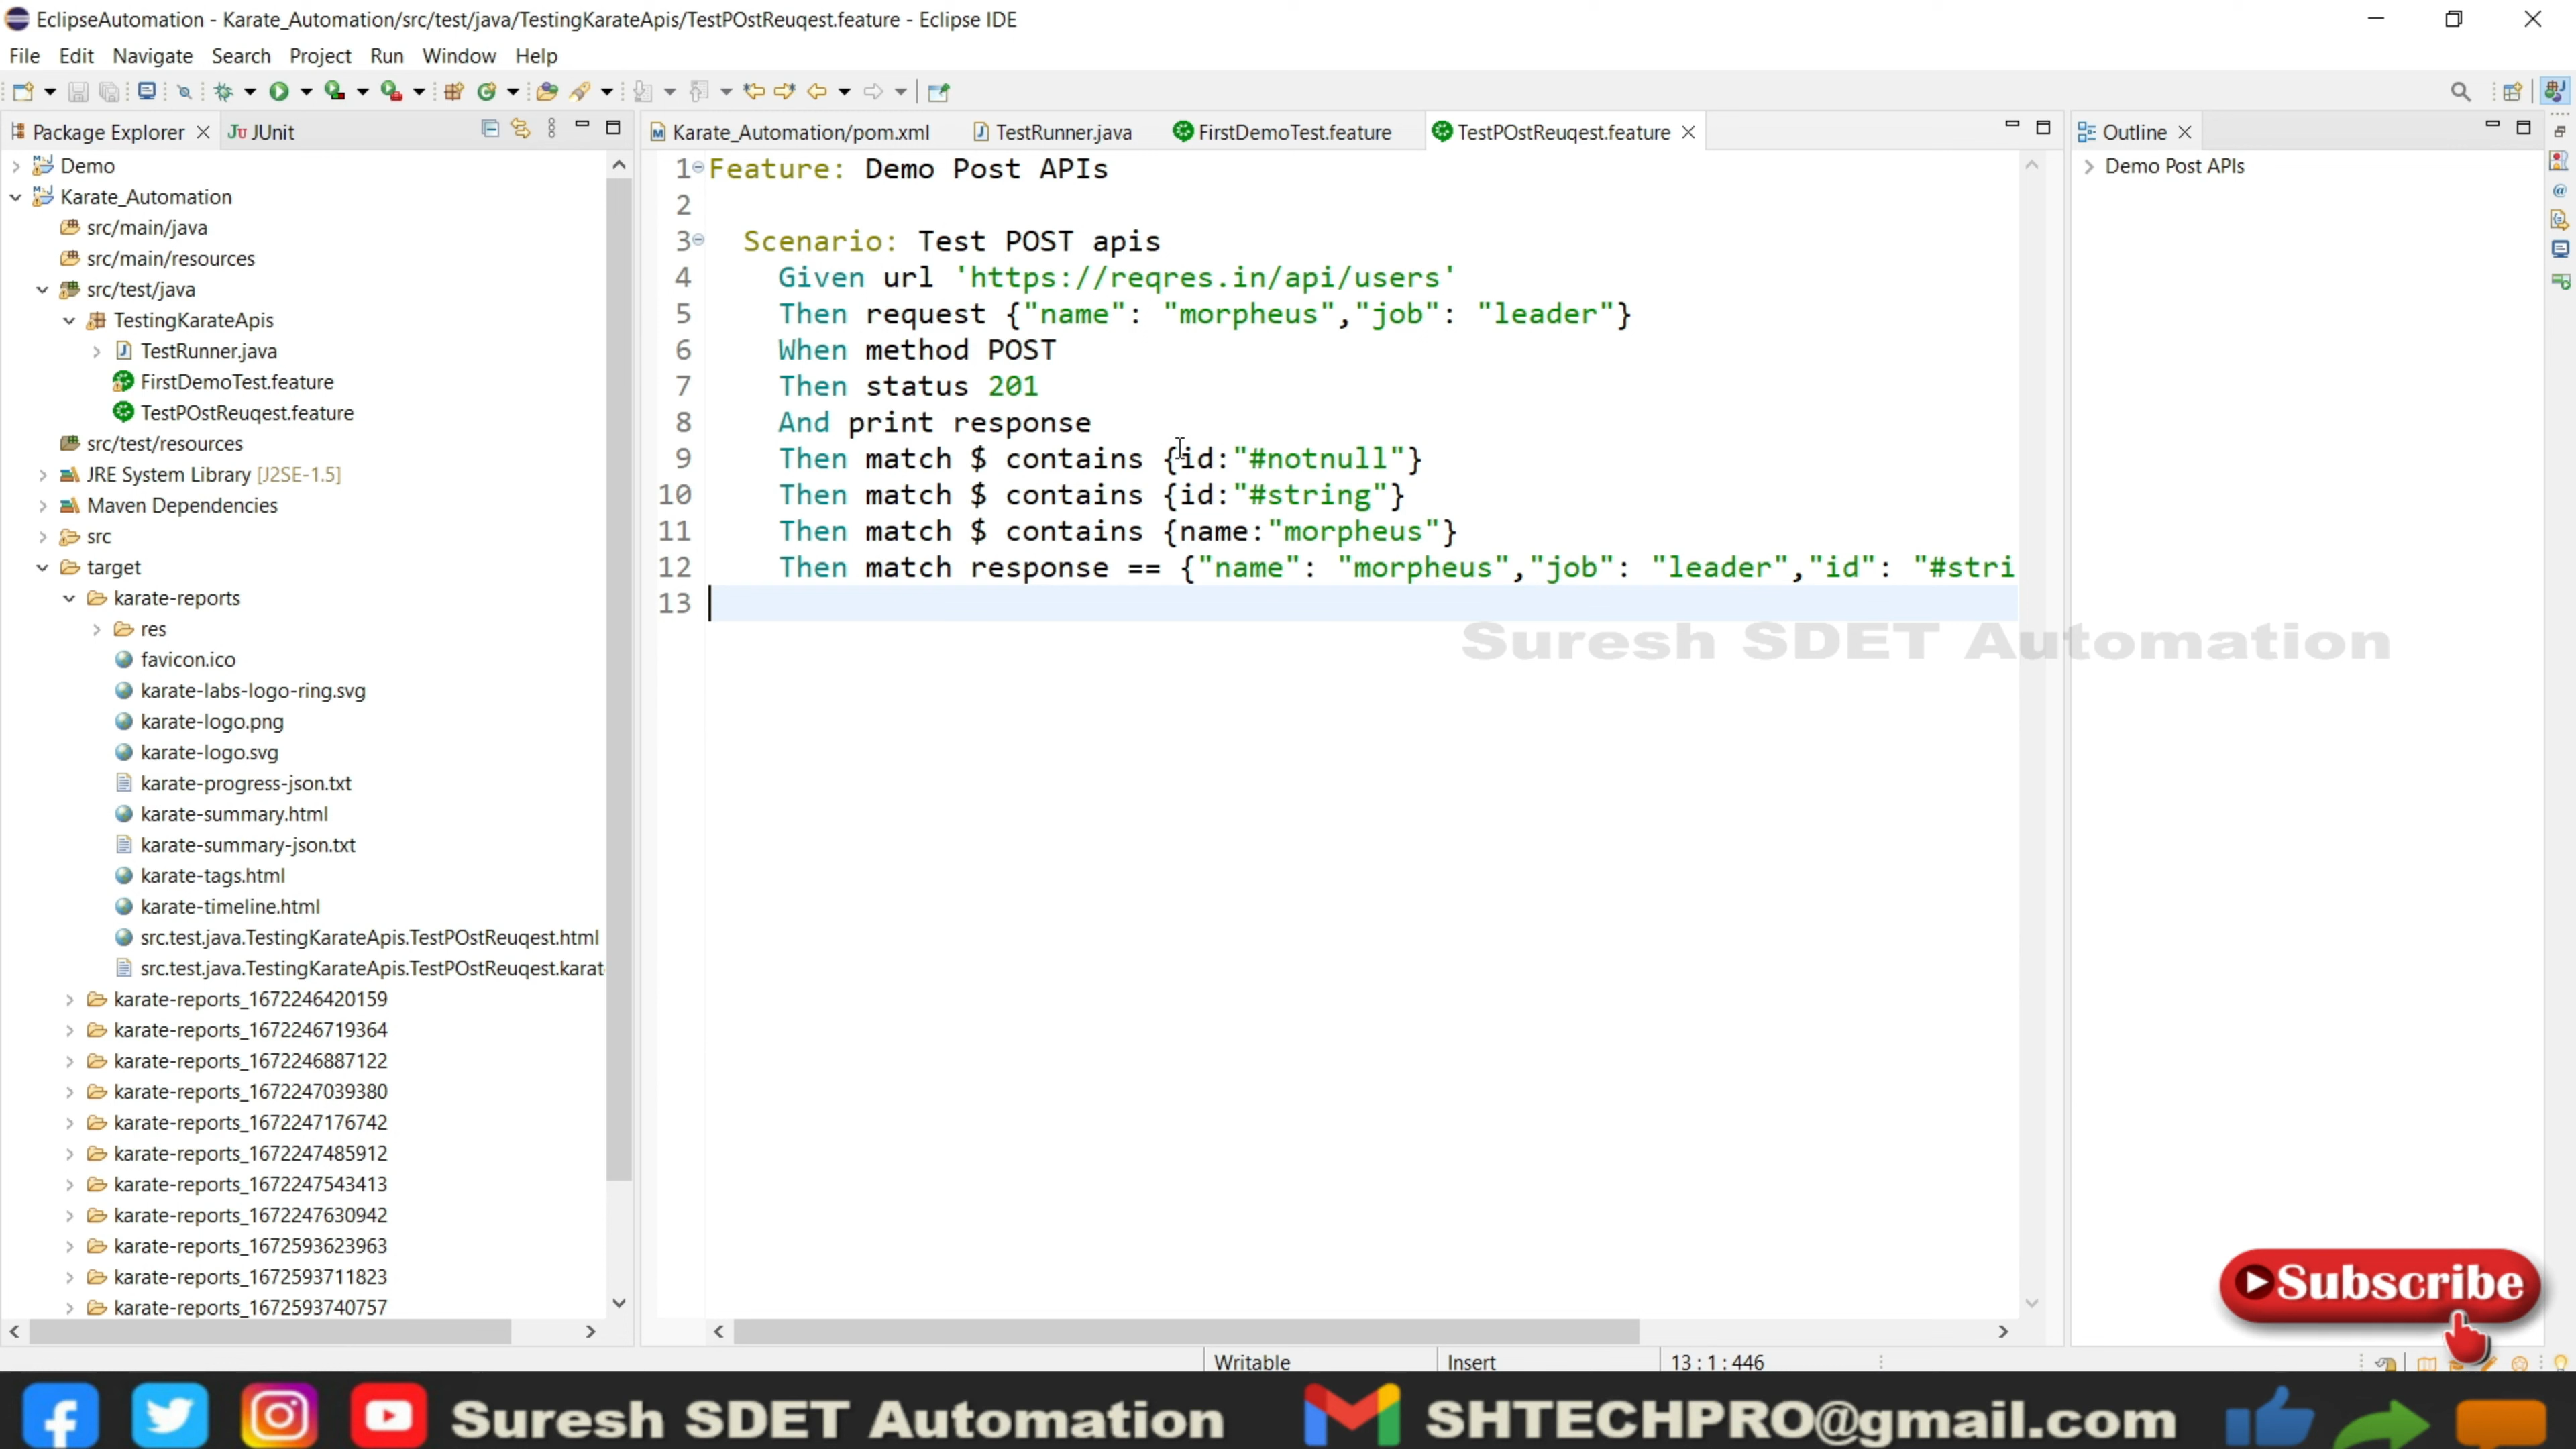 EclipseAutomation - Karate_Automation/src/test/java/TestingKarateApis/TestPOstReuqest.feature - Eclipse IDE
File Edit Navigate Search Project Run Window Help
Package Explorer JUnit
Demo
Karate_Automation
src/main/java
src/main/resources
src/test/java
TestingKarateApis
TestRunner.java
FirstDemoTest.feature
TestPOstReuqest.feature
src/test/resources
JRE System Library [J2SE-1.5]
Maven Dependencies
src
target
karate-reports
res
favicon.ico
karate-labs-logo-ring.svg
karate-logo.png
karate-logo.svg
karate-progress-json.txt
karate-summary.html
karate-summary-json.txt
karate-tags.html
karate-timeline.html
src.test.java.TestingKarateApis.TestPOstReuqest.html
src.test.java.TestingKarateApis.TestPOstReuqest.karat
karate-reports_1672246420159
karate-reports_1672246719364
karate-reports_1672246887122
karate-reports_1672247039380
karate-reports_1672247176742
karate-reports_1672247485912
karate-reports_1672247543413
karate-reports_1672247630942
karate-reports_1672593623963
karate-reports_1672593711823
karate-reports_1672593740757
Karate_Automation/pom.xml TestRunner.java FirstDemoTest.feature TestPOstReuqest.feature
1 Feature: Demo Post APIs
2
3 Scenario: Test POST apis
4 Given url 'https://reqres.in/api/users'
5 Then request {"name": "morpheus","job": "leader"}
6 When method POST
7 Then status 201
8 And print response
9 Then match $ contains {id:"#notnull"}
10 Then match $ contains {id:"#string"}
11 Then match $ contains {name:"morpheus"}
12 Then match response == {"name": "morpheus","job": "leader","id": "#stri
13
Outline
Demo Post APIs
Suresh SDET Automation
Subscribe
Writable Insert 13 : 1 : 446
Suresh SDET Automation SHTECHPRO@gmail.com